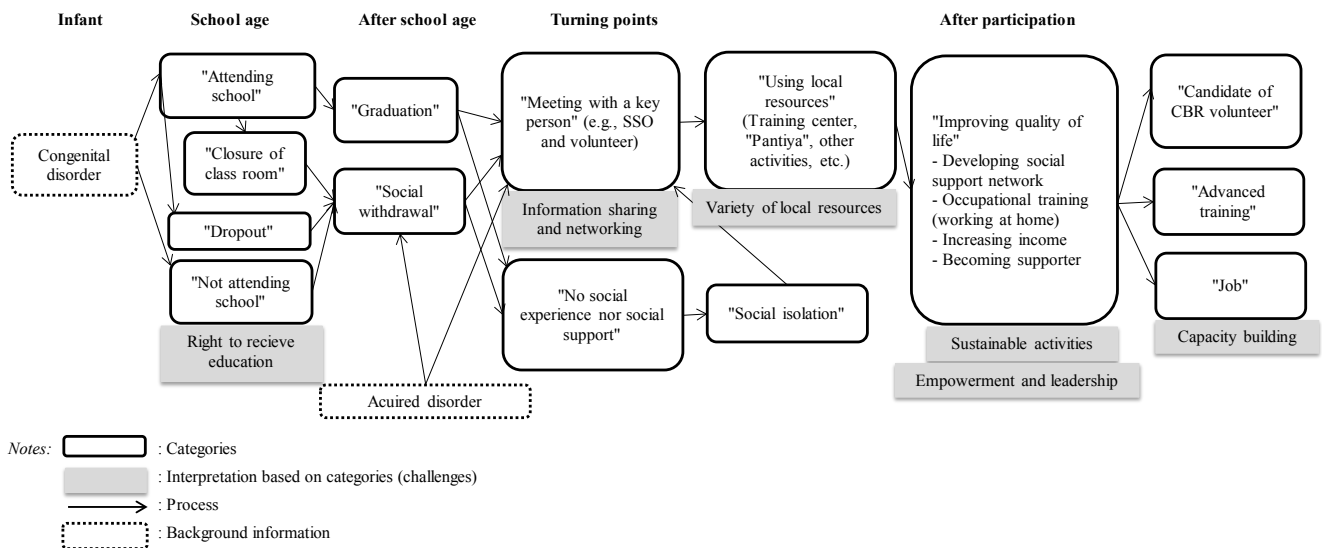 Infant
School age
After school age
Turning points
After participation
Congenital
disorder
"Attending
school"
"Closure of
class room"
"Dropout"
"Not attending
school"
Right to recieve
education
"Graduation"
"Social
withdrawal"
Acuired disorder
"Meeting with a key
person" (e.g., SSO
and volunteer)
Information sharing
and networking
"No social
experience nor social
support"
"Using local
resources"
(Training center,
"Pantiya", other
activities, etc.)
Variety of local resources
"Social isolation"
"Improving quality of
life"
- Developing social
support network
- Occupational training
(working at home)
- Increasing income
- Becoming supporter
Sustainable activities
Empowerment and leadership
"Candidate of
CBR volunteer"
"Advanced
training"
"Job"
Capacity building
Notes:
: Categories
: Interpretation based on categories (challenges)
: Process
: Background information